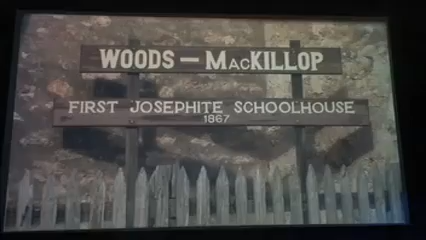 WOODS — MacKILLOP
FIRST JOSEPHITE SCHOOLHOUSE
1867